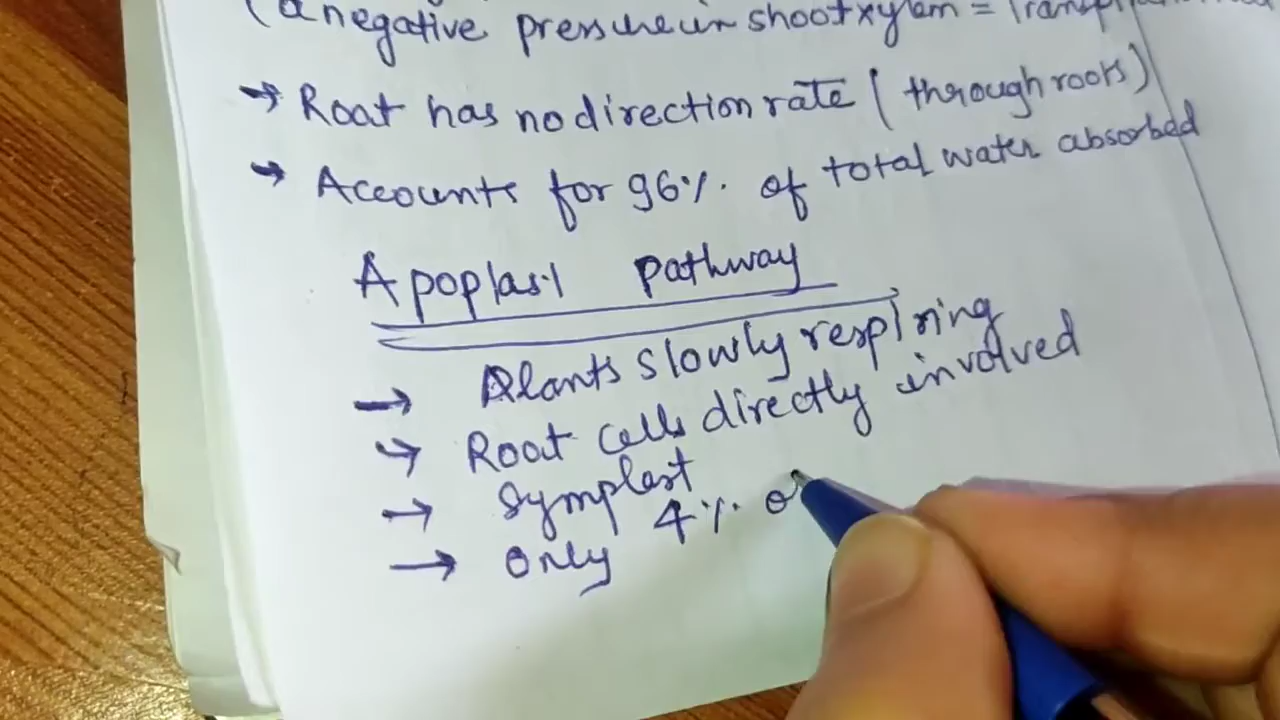 (a negative pressure in shoot xylem =
→ Root has no direction rate (through roots)
→ Accounts for 96%. of total water absorbed
Apoplast pathway
→ Plants slowly respiring
→ Root cells directly involved
→ Symplast
→ Only 4%. o